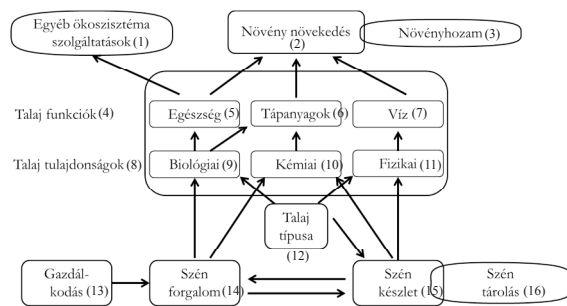 Egyéb ökoszisztéma
szolgáltatások (1)
Növény növekedés
(2)
Növényhozam (3)
Talaj funkciók (4)
Egészség (5)
Tápanyagok (6)
Víz (7)
Talaj tulajdonságok (8)
Biológiai (9)
Kémiai (10)
Fizikai (11)
Talaj
típusa
(12)
Gazdál-
kodás (13)
Szén
forgalom (14)
Szén
készlet (15)
Szén
tárolás (16)